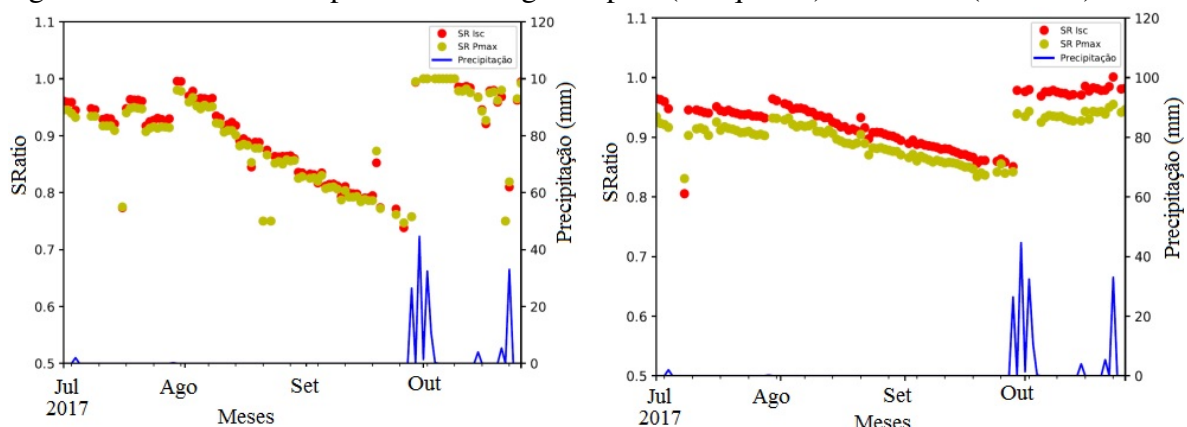 1.1
1.0
0.9
0.8
0.7
0.6
0.5
SRatio
SR Isc
SR Pmax
Precipitação
120
100
80
60
40
20
0
Precipitação (mm)
Jul
2017
Ago
Set
Out
Meses
1.1
1.0
0.9
0.8
0.7
0.6
0.5
SRatio
SR Isc
SR Pmax
Precipitação
120
100
80
60
40
20
0
Precipitação (mm)
Jul
2017
Ago
Set
Out
Meses